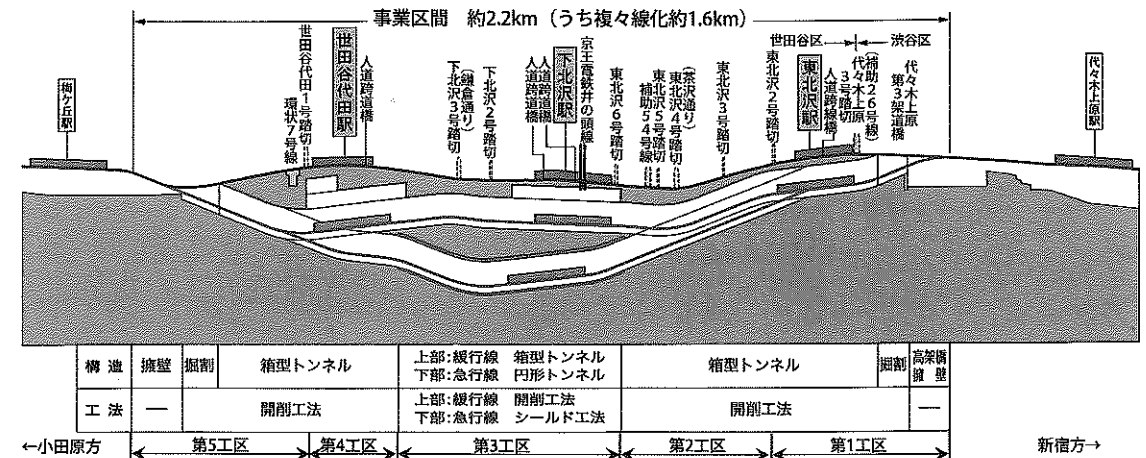 事業区間 約2.2km(うち複々線化約1.6km)
世田谷区 渋谷区
梅ケ丘駅
環状7号線
世田谷代田1号踏切
世田谷代田駅
人道跨道橋
下北沢3号踏切
(鎌倉通り)
下北沢2号踏切
人道跨道橋
人道跨道橋
下北沢駅
京王電鉄井の頭線
東北沢6号踏切
補助54号線
東北沢5号踏切
東北沢4号踏切
(茶沢通り)
東北沢3号踏切
東北沢2号踏切
東北沢駅
人道跨線橋
代々木上原
3号踏切
(補助26号線)
代々木上原
第3架道橋
代々木上原駅
構造 擁壁 掘割 箱型トンネル
上部:緩行線 箱型トンネル
下部:急行線 円形トンネル
箱型トンネル 掘割
高架橋
擁壁
工法 ― 開削工法
上部:緩行線 開削工法
下部:急行線 シールド工法
開削工法 ―
←小田原方 第5工区 第4工区 第3工区 第2工区 第1工区 新宿方→